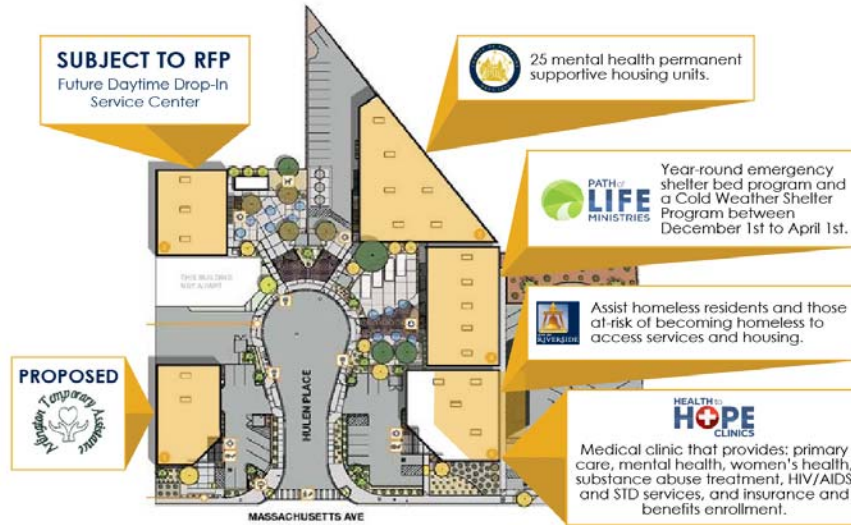 SUBJECT TO RFP
Future Daytime Drop-In
Service Center
25 mental health permanent
supportive housing units.
PATH of
LIFE
MINISTRIES
Year-round emergency
shelter bed program and
a Cold Weather Shelter
Program between
December 1st to April 1st.
THIS BUILDING
NOT A PART
RIVERSIDE
Assist homeless residents and those
at-risk of becoming homeless to
access services and housing.
PROPOSED
Arlington Temporary Assistance
HULEN PLACE
HEALTH to
HOPE
CLINICS
Medical clinic that provides: primary
care, mental health, women's health,
substance abuse treatment, HIV/AIDS
and STD services, and insurance and
benefits enrollment.
MASSACHUSETTS AVE